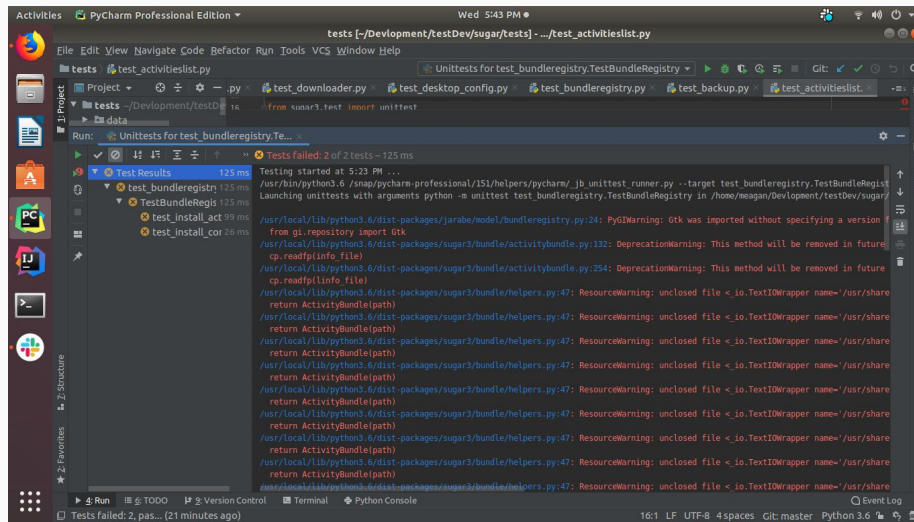 Activities PyCharm Professional Edition Wed 5:43 PM
tests [~/Devlopment/testDev/sugar/tests] - .../test_activitieslist.py
File Edit View Navigate Code Refactor Run Tools VCS Window Help
tests test_activitieslist.py Unittests for test_bundleregistry.TestBundleRegistry Git:
1: Project Project .py test_downloader.py test_desktop_config.py test_bundleregistry.py test_backup.py test_activitieslist.
tests ~/Devlopment/testDe 16 from sugar3.test import unittest
data
Run: Unittests for test_bundleregistry.Te...
Tests failed: 2 of 2 tests – 125 ms
Test Results 125 ms Testing started at 5:23 PM ...
test_bundleregistr 125 ms /usr/bin/python3.6 /snap/pycharm-professional/151/helpers/pycharm/_jb_unittest_runner.py --target test_bundleregistry.TestBundleRegist
TestBundleRegis 125 ms Launching unittests with arguments python -m unittest test_bundleregistry.TestBundleRegistry in /home/meagan/Devlopment/testDev/sugar/
test_install_act 99 ms /usr/local/lib/python3.6/dist-packages/jarabe/model/bundleregistry.py:24: PyGIWarning: Gtk was imported without specifying a version f
test_install_cor 26 ms from gi.repository import Gtk
/usr/local/lib/python3.6/dist-packages/sugar3/bundle/activitybundle.py:132: DeprecationWarning: This method will be removed in future
cp.readfp(info_file)
/usr/local/lib/python3.6/dist-packages/sugar3/bundle/activitybundle.py:254: DeprecationWarning: This method will be removed in future
cp.readfp(linfo_file)
/usr/local/lib/python3.6/dist-packages/sugar3/bundle/helpers.py:47: ResourceWarning: unclosed file <_io.TextIOWrapper name='/usr/share
return ActivityBundle(path)
/usr/local/lib/python3.6/dist-packages/sugar3/bundle/helpers.py:47: ResourceWarning: unclosed file <_io.TextIOWrapper name='/usr/share
return ActivityBundle(path)
/usr/local/lib/python3.6/dist-packages/sugar3/bundle/helpers.py:47: ResourceWarning: unclosed file <_io.TextIOWrapper name='/usr/share
return ActivityBundle(path)
/usr/local/lib/python3.6/dist-packages/sugar3/bundle/helpers.py:47: ResourceWarning: unclosed file <_io.TextIOWrapper name='/usr/share
return ActivityBundle(path)
/usr/local/lib/python3.6/dist-packages/sugar3/bundle/helpers.py:47: ResourceWarning: unclosed file <_io.TextIOWrapper name='/usr/share
return ActivityBundle(path)
/usr/local/lib/python3.6/dist-packages/sugar3/bundle/helpers.py:47: ResourceWarning: unclosed file <_io.TextIOWrapper name='/usr/share
return ActivityBundle(path)
/usr/local/lib/python3.6/dist-packages/sugar3/bundle/helpers.py:47: ResourceWarning: unclosed file <_io.TextIOWrapper name='/usr/share
return ActivityBundle(path)
/usr/local/lib/python3.6/dist-packages/sugar3/bundle/helpers.py:47: ResourceWarning: unclosed file <_io.TextIOWrapper name='/usr/share
Z: Structure
2: Favorites
4: Run 6: TODO 9: Version Control Terminal Python Console Event Log
Tests failed: 2, pas... (21 minutes ago) 16:1 LF UTF-8 4 spaces Git: master Python 3.6